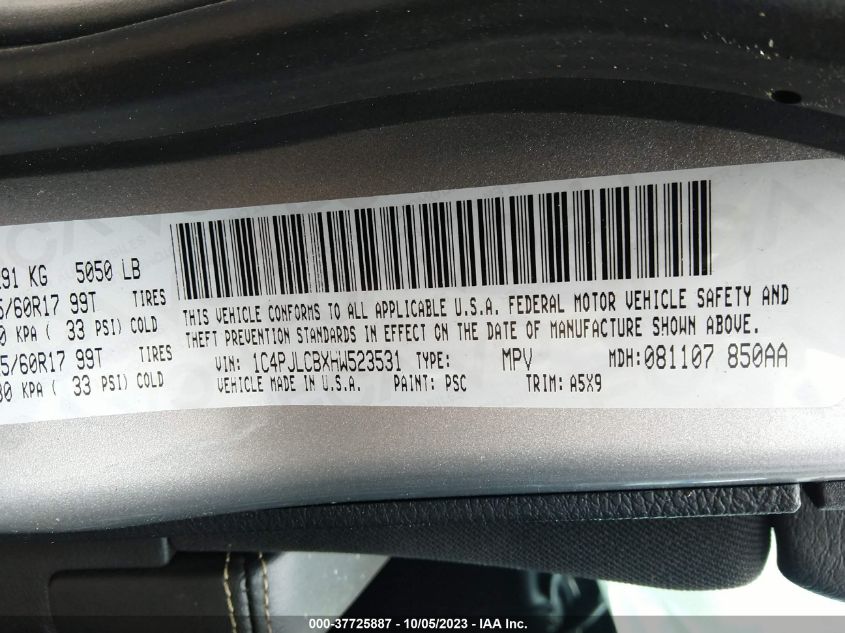 291 KG 5050 LB
5/60R17 99T TIRES
0 KPA ( 33 PSI) COLD
5/60R17 99T TIRES
30 KPA ( 33 PSI) COLD
THIS VEHICLE CONFORMS TO ALL APPLICABLE U.S.A. FEDERAL MOTOR VEHICLE SAFETY AND
THEFT PREVENTION STANDARDS IN EFFECT ON THE DATE OF MANUFACTURE SHOWN ABOVE.
VIN: 1C4PJLCBXHW523531 TYPE: MPV MDH:081107 850AA
VEHICLE MADE IN U.S.A. PAINT: PSC TRIM: A5X9
000-37725887 - 10/05/2023 - IAA Inc.